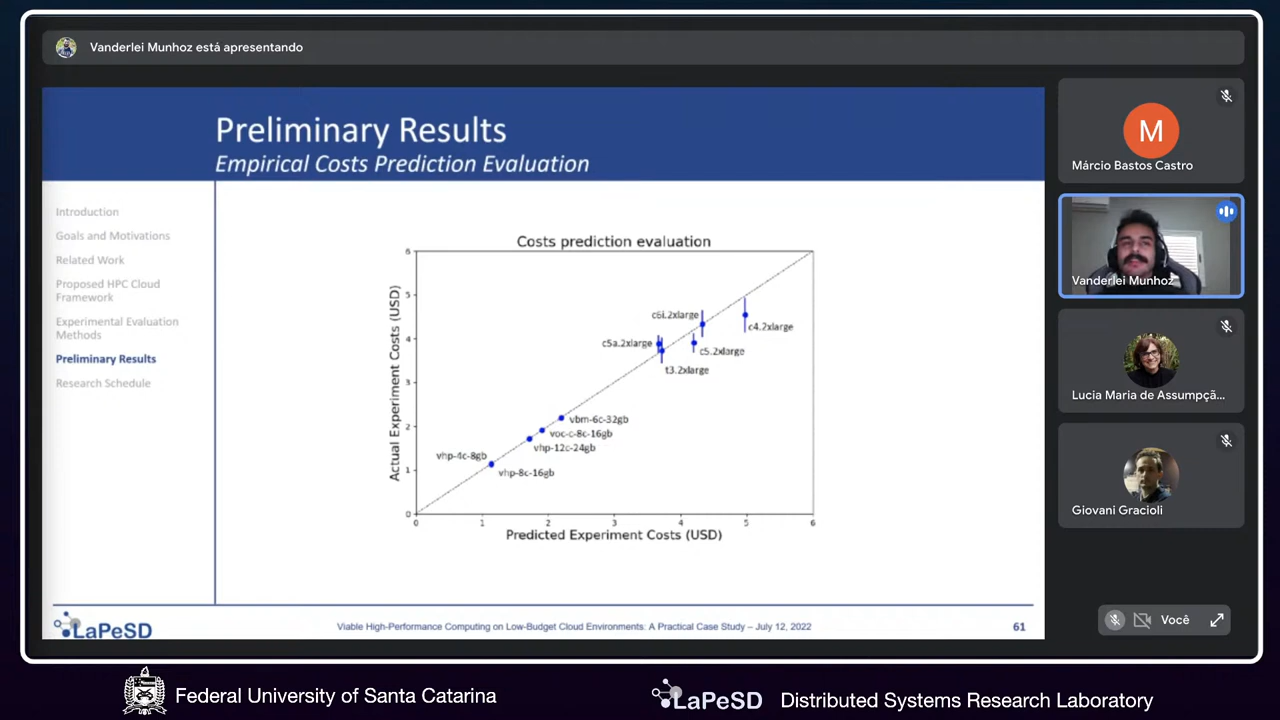 Vanderlei Munhoz está apresentando
Preliminary Results
Empirical Costs Prediction Evaluation
Introduction
Goals and Motivations
Related Work
Proposed HPC Cloud
Framework
Experimental Evaluation
Methods
Preliminary Results
Research Schedule
Costs prediction evaluation
Actual Experiment Costs (USD)
6
5
4
3
2
1
0
c6i.2xlarge
c4.2xlarge
c5a.2xlarge
c5.2xlarge
t3.2xlarge
vbm-6c-32gb
voc-c-8c-16gb
vhp-12c-24gb
vhp-4c-8gb
vhp-8c-16gb
0 1 2 3 4 5 6
Predicted Experiment Costs (USD)
LaPeSD
Viable High-Performance Computing on Low-Budget Cloud Environments: A Practical Case Study – July 12, 2022
61
M
Márcio Bastos Castro
Vanderlei Munhoz
Lucia Maria de Assumpçã...
Giovani Gracioli
Você
Federal University of Santa Catarina
LaPeSD
Distributed Systems Research Laboratory